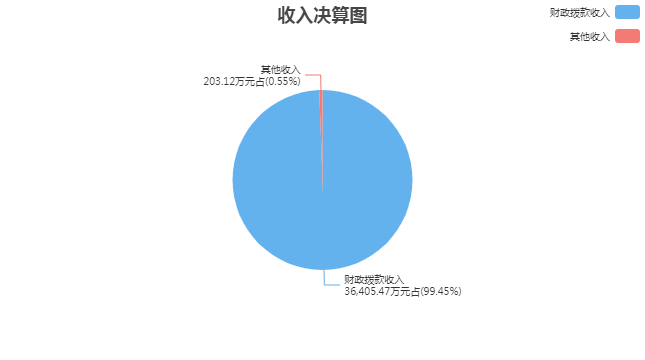 收入决算图
财政拨款收入
其他收入
其他收入
203.12万元占(0.55%)
财政拨款收入
36,405.47万元占(99.45%)